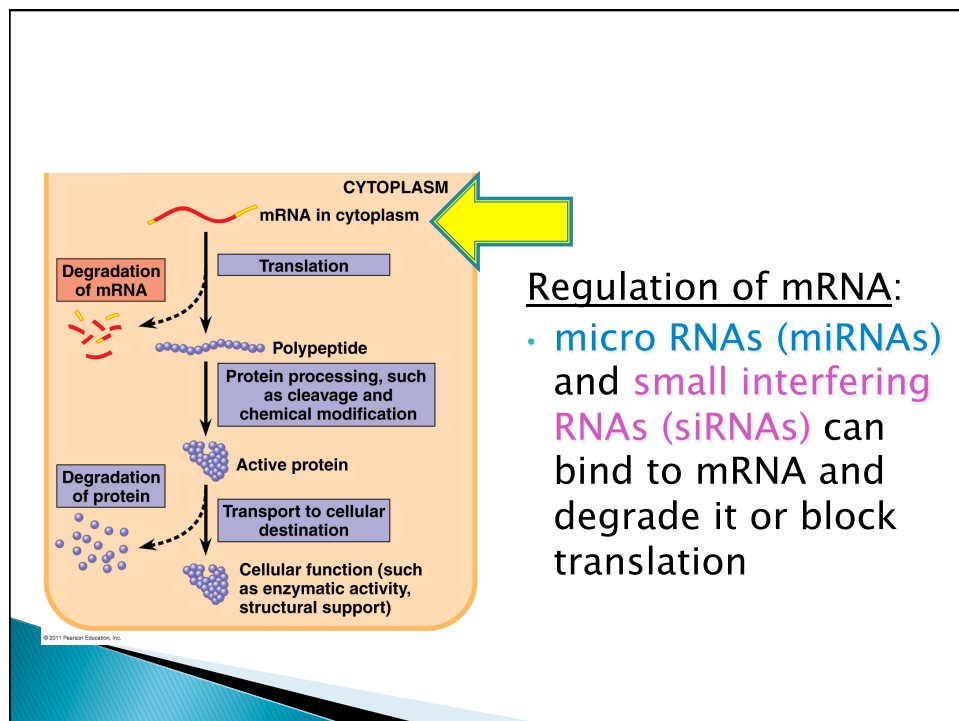 CYTOPLASM
mRNA in cytoplasm
Degradation
of mRNA
Translation
Polypeptide
Protein processing, such
as cleavage and
chemical modification
Active protein
Degradation
of protein
Transport to cellular
destination
Cellular function (such
as enzymatic activity,
structural support)
© 2011 Pearson Education, Inc.
Regulation of mRNA:
• micro RNAs (miRNAs)
and small interfering
RNAs (siRNAs) can
bind to mRNA and
degrade it or block
translation